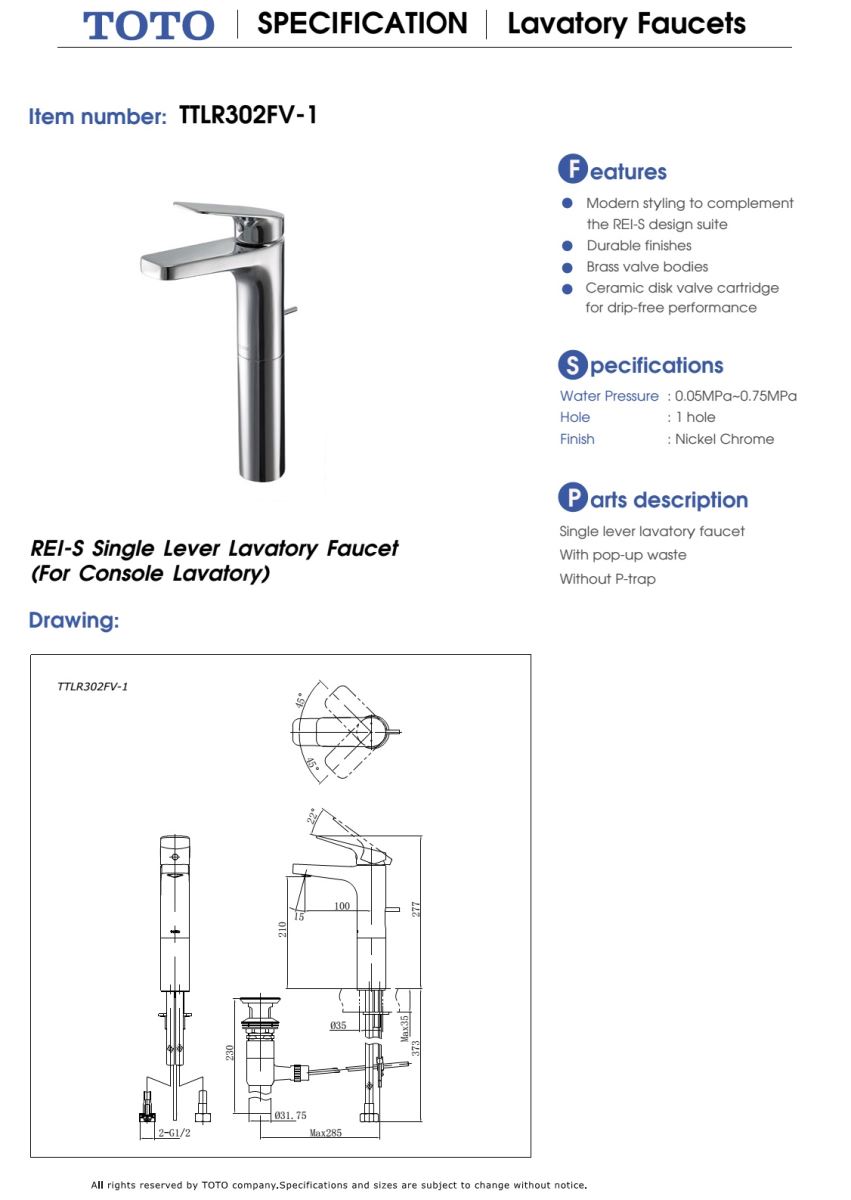 TOTO | SPECIFICATION | Lavatory Faucets
Item number: TTLR302FV-1
Features
● Modern styling to complement
the REI-S design suite
● Durable finishes
● Brass valve bodies
● Ceramic disk valve cartridge
for drip-free performance
Specifications
Water Pressure : 0.05MPa~0.75MPa
Hole : 1 hole
Finish : Nickel Chrome
Parts description
Single lever lavatory faucet
With pop-up waste
Without P-trap
REI-S Single Lever Lavatory Faucet
(For Console Lavatory)
Drawing:
TTLR302FV-1
45°
45°
22°
100
15
210
277
Ø35
Max35
373
230
Ø31.75
2-G1/2
Max285
All rights reserved by TOTO company.Specifications and sizes are subject to change without notice.